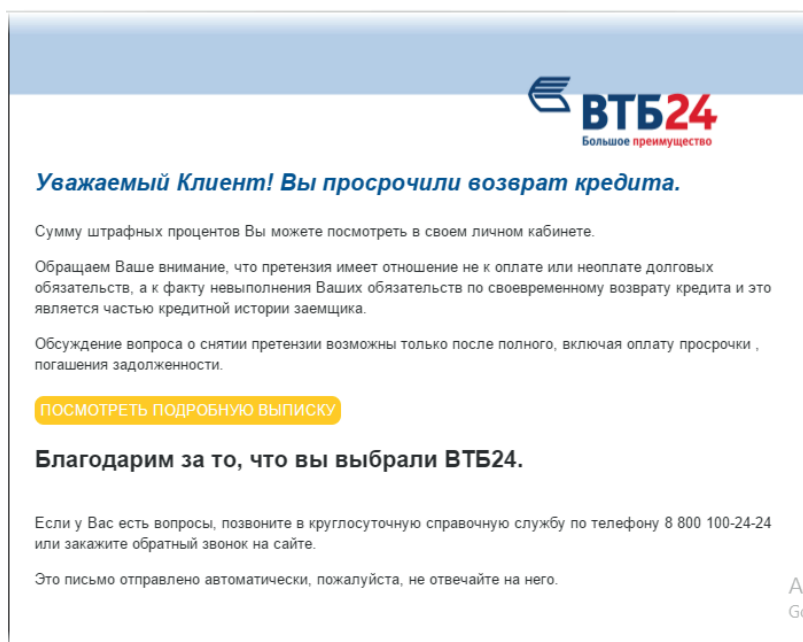 ВТБ24
Большое преимущество
Уважаемый Клиент! Вы просрочили возврат кредита.
Сумму штрафных процентов Вы можете посмотреть в своем личном кабинете.
Обращаем Ваше внимание, что претензия имеет отношение не к оплате или неоплате долговых
обязательств, а к факту невыполнения Ваших обязательств по своевременному возврату кредита и это
является частью кредитной истории заемщика.
Обсуждение вопроса о снятии претензии возможны только после полного, включая оплату просрочки ,
погашения задолженности.
ПОСМОТРЕТЬ ПОДРОБНУЮ ВЫПИСКУ
Благодарим за то, что вы выбрали ВТБ24.
Если у Вас есть вопросы, позвоните в круглосуточную справочную службу по телефону 8 800 100-24-24
или закажите обратный звонок на сайте.
Это письмо отправлено автоматически, пожалуйста, не отвечайте на него.